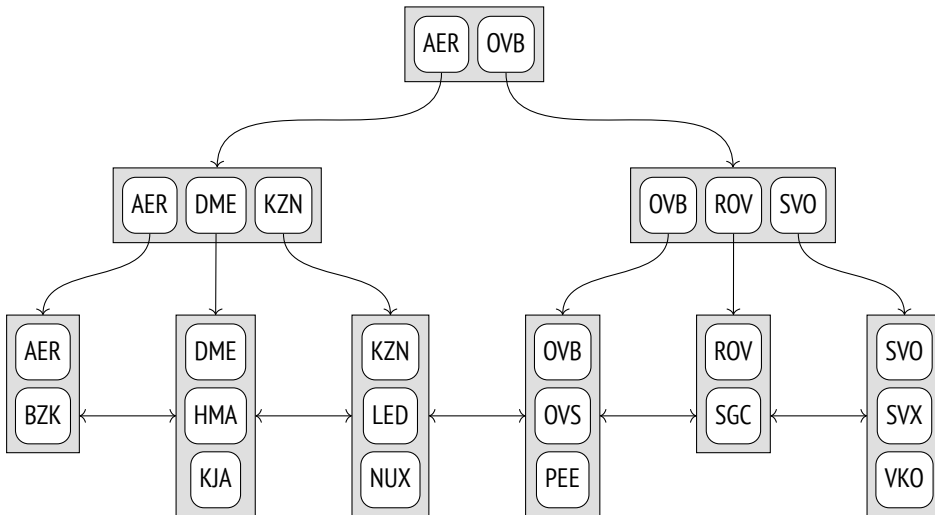 AER OVB
AER DME KZN
OVB ROV SVO
AER
BZK
DME
HMA
KJA
KZN
LED
NUX
OVB
OVS
PEE
ROV
SGC
SVO
SVX
VKO